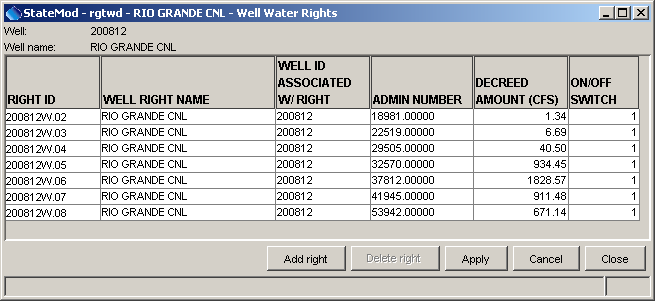 StateMod - rgtwd - RIO GRANDE CNL - Well Water Rights
Well: 200812
Well name: RIO GRANDE CNL
RIGHT ID WELL RIGHT NAME WELL ID ASSOCIATED W/ RIGHT ADMIN NUMBER DECREED AMOUNT (CFS) ON/OFF SWITCH
200812W.02 RIO GRANDE CNL 200812 18981.00000 1.34 1
200812W.03 RIO GRANDE CNL 200812 22519.00000 6.69 1
200812W.04 RIO GRANDE CNL 200812 29505.00000 40.50 1
200812W.05 RIO GRANDE CNL 200812 32570.00000 934.45 1
200812W.06 RIO GRANDE CNL 200812 37812.00000 1828.57 1
200812W.07 RIO GRANDE CNL 200812 41945.00000 911.48 1
200812W.08 RIO GRANDE CNL 200812 53942.00000 671.14 1
Add right Delete right Apply Cancel Close